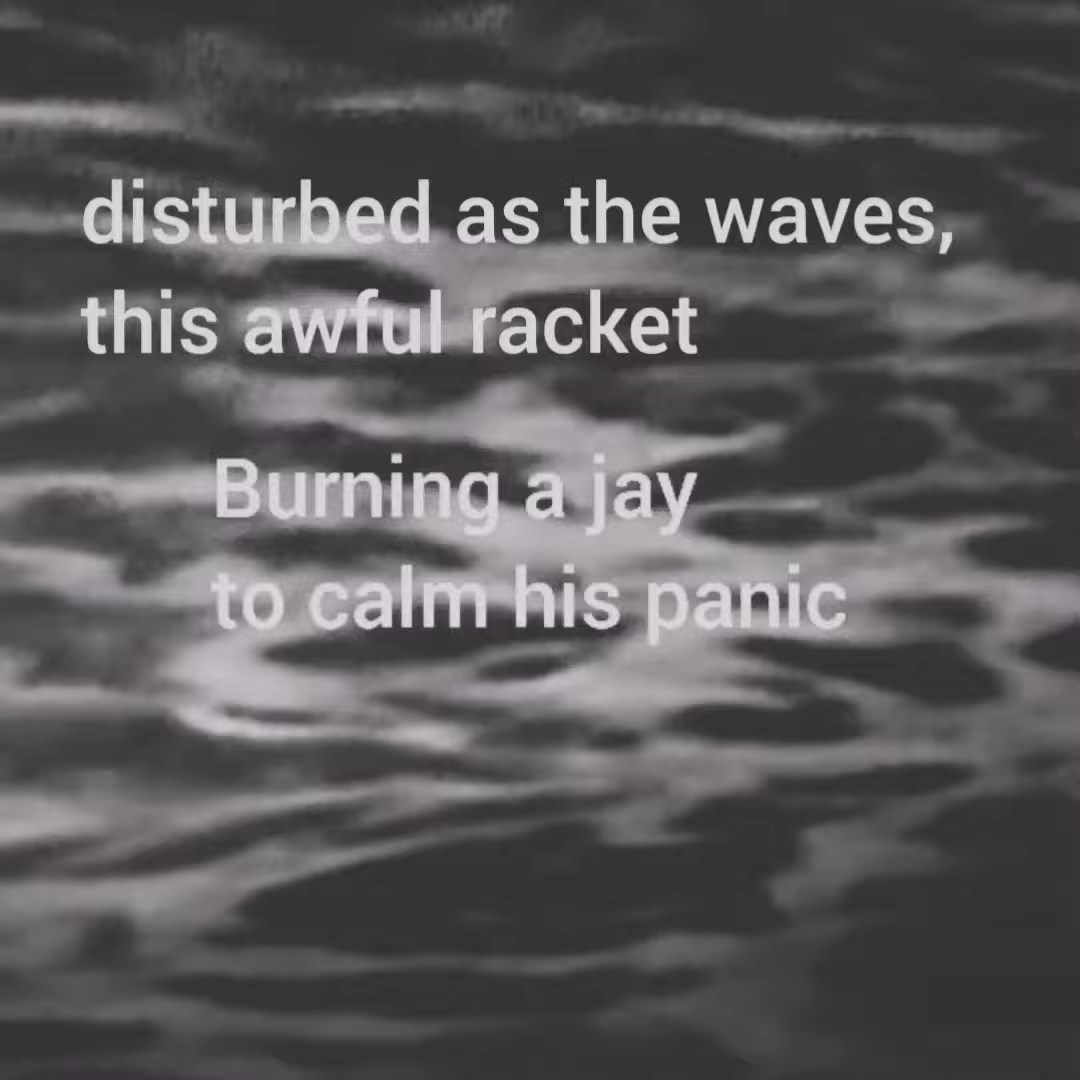 disturbed as the waves,
this awful racket
Burning a jay
to calm his panic